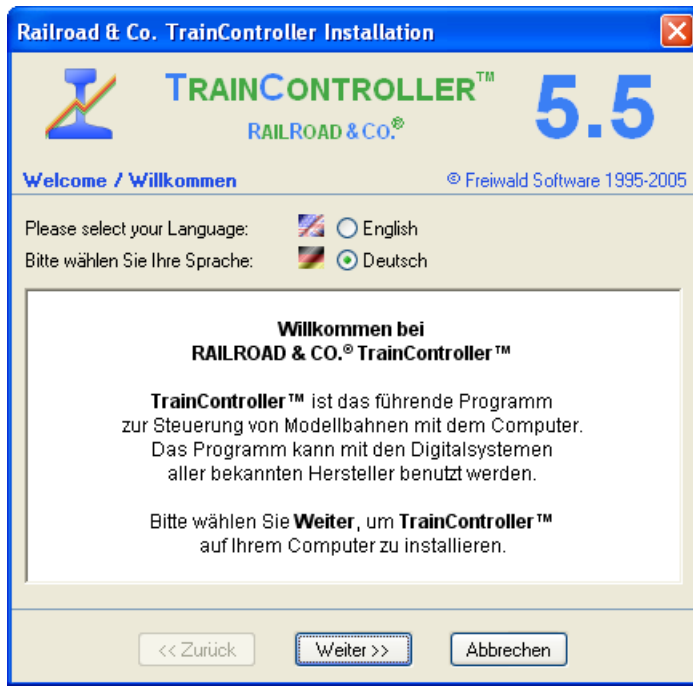 Railroad & Co. TrainController Installation
TRAINCONTROLLER™ 5.5
RAILROAD & CO.®
Welcome / Willkommen © Freiwald Software 1995-2005
Please select your Language: English
Bitte wählen Sie Ihre Sprache: Deutsch
Willkommen bei
RAILROAD & CO.® TrainController™
TrainController™ ist das führende Programm
zur Steuerung von Modellbahnen mit dem Computer.
Das Programm kann mit den Digitalsystemen
aller bekannten Hersteller benutzt werden.
Bitte wählen Sie Weiter, um TrainController™
auf Ihrem Computer zu installieren.
<< Zurück Weiter >> Abbrechen